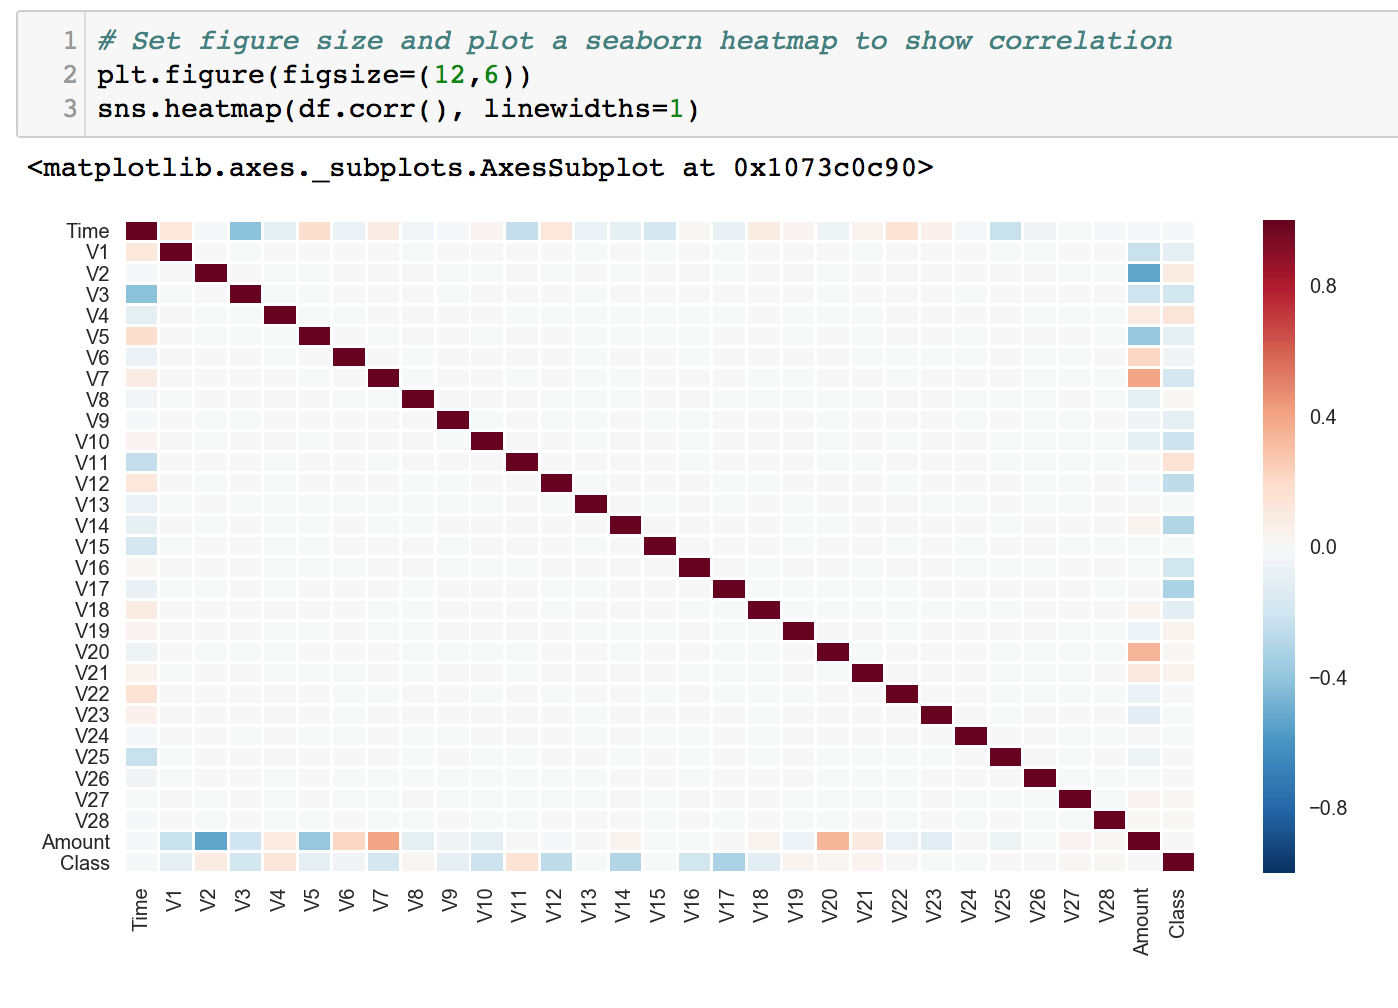 1 # Set figure size and plot a seaborn heatmap to show correlation
2 plt.figure(figsize=(12,6))
3 sns.heatmap(df.corr(), linewidths=1)
<matplotlib.axes._subplots.AxesSubplot at 0x1073c0c90>
Time
V1
V2
V3
V4
V5
V6
V7
V8
V9
V10
V11
V12
V13
V14
V15
V16
V17
V18
V19
V20
V21
V22
V23
V24
V25
V26
V27
V28
Amount
Class
Time V1 V2 V3 V4 V5 V6 V7 V8 V9 V10 V11 V12 V13 V14 V15 V16 V17 V18 V19 V20 V21 V22 V23 V24 V25 V26 V27 V28 Amount Class
0.8
0.4
0.0
−0.4
−0.8